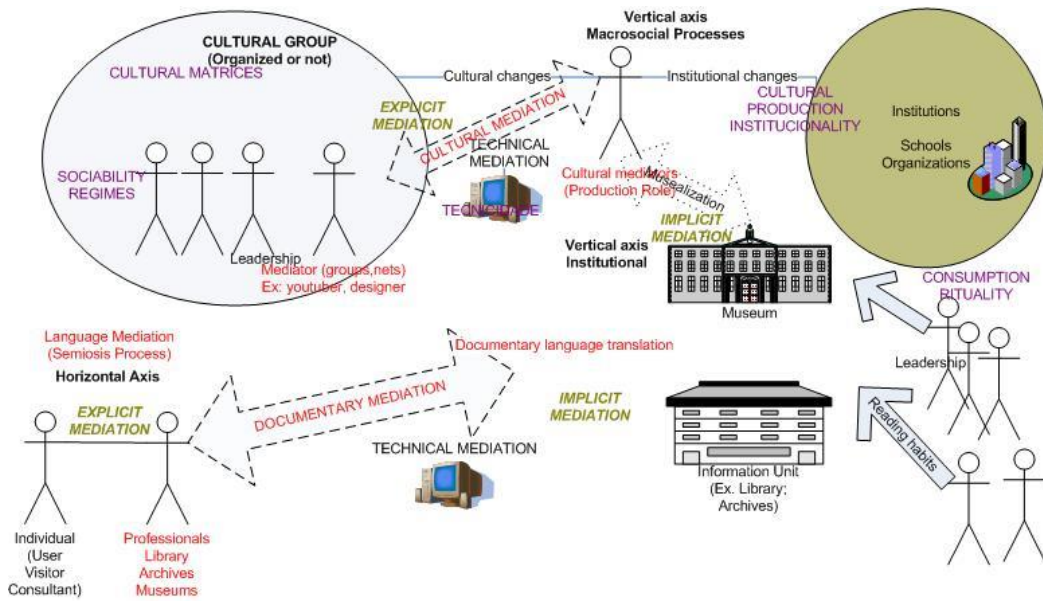 CULTURAL GROUP
(Organized or not)
CULTURAL MATRICES
SOCIABILITY
REGIMES
Leadership
Mediator (groups,nets)
Ex: youtuber, designer
Cultural changes
EXPLICIT
MEDIATION
CULTURAL MEDIATION
TECHNICAL
MEDIATION
TECNICIDADE
Vertical axis
Macrosocial Processes
Institutional changes
Cultural mediators
(Production Role)
Musealization
CULTURAL
PRODUCTION
INSTITUCIONALITY
Institutions
Schools
Organizations
IMPLICIT
MEDIATION
Vertical axis
Institutional
Museum
CONSUMPTION
RITUALITY
Leadership
Reading habits
Language Mediation
(Semiosis Process)
Horizontal Axis
EXPLICIT
MEDIATION
Individual
(User
Visitor
Consultant)
Professionals
Library
Archives
Museums
DOCUMENTARY MEDIATION
Documentary language translation
TECHNICAL MEDIATION
IMPLICIT
MEDIATION
Information Unit
(Ex. Library;
Archives)